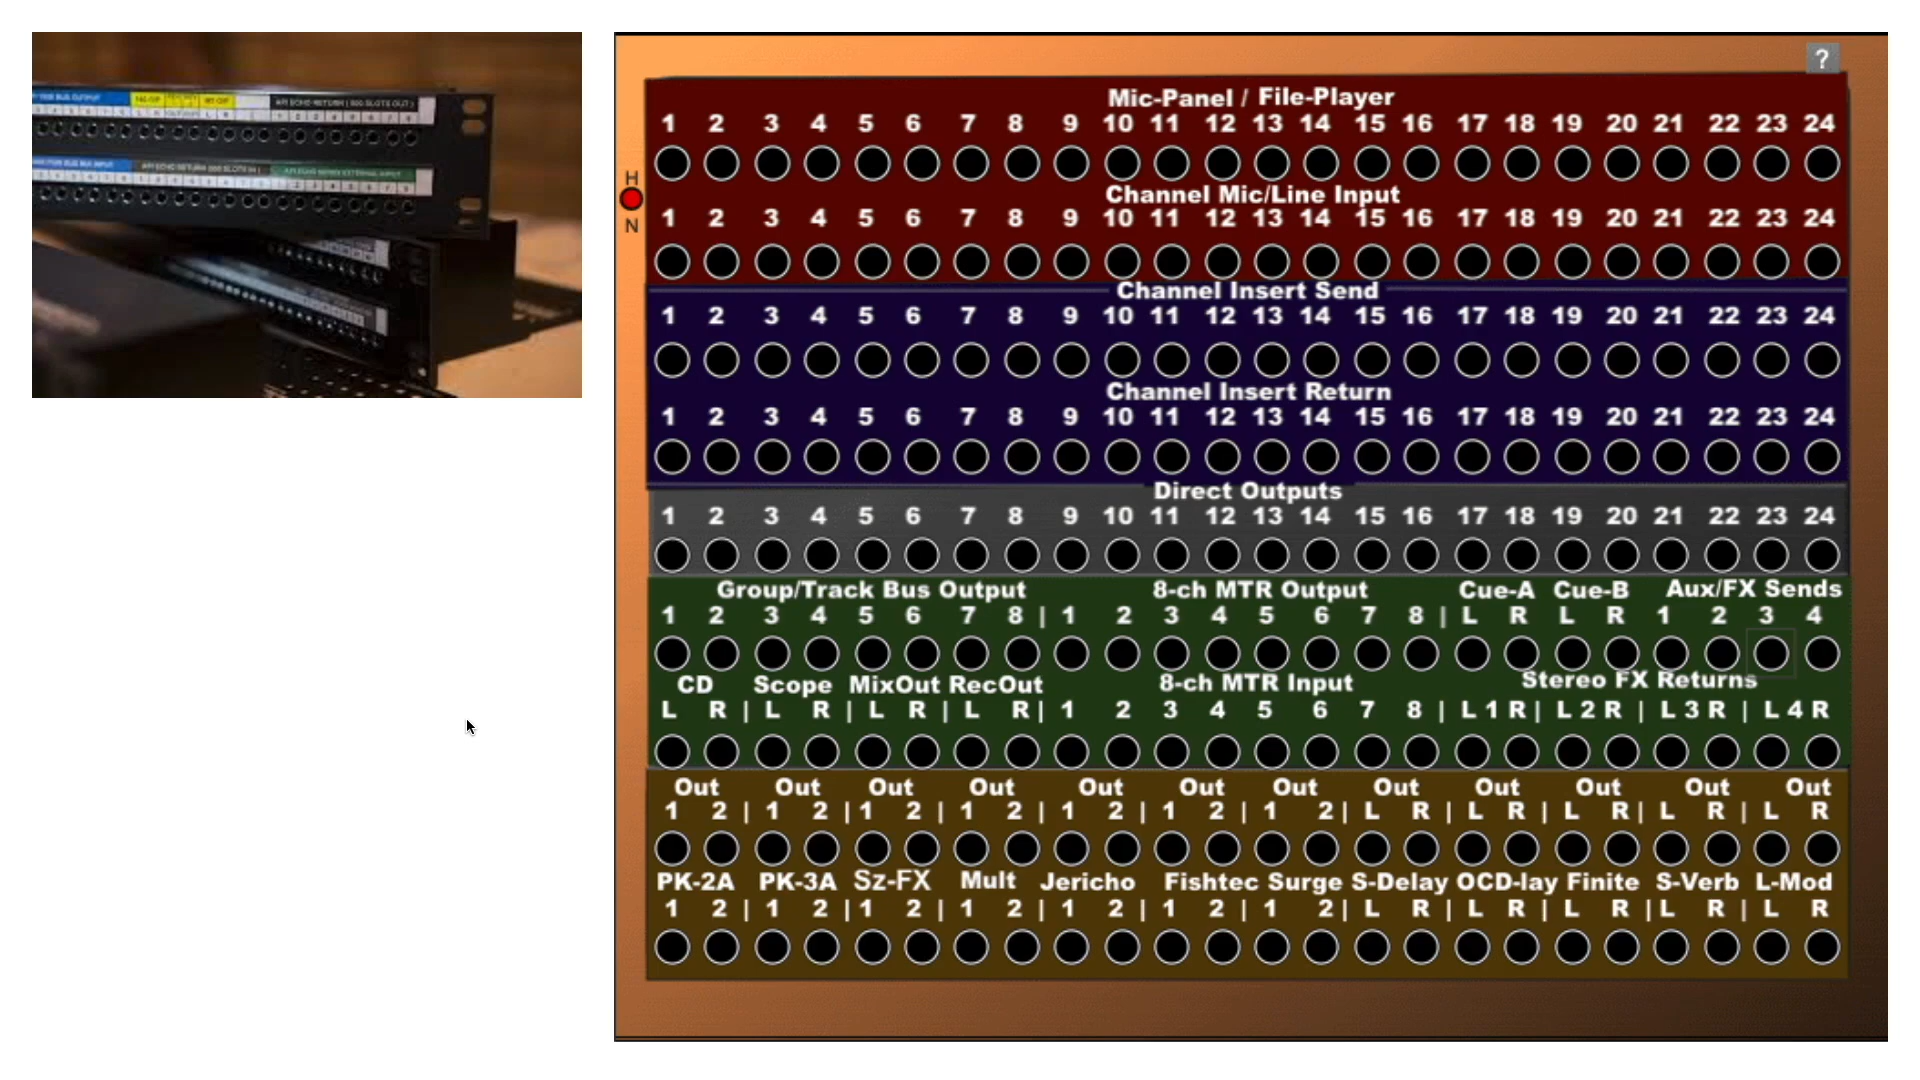 ?
Mic-Panel / File-Player
1 2 3 4 5 6 7 8 9 10 11 12 13 14 15 16 17 18 19 20 21 22 23 24
H
N
Channel Mic/Line Input
1 2 3 4 5 6 7 8 9 10 11 12 13 14 15 16 17 18 19 20 21 22 23 24
Channel Insert Send
1 2 3 4 5 6 7 8 9 10 11 12 13 14 15 16 17 18 19 20 21 22 23 24
Channel Insert Return
1 2 3 4 5 6 7 8 9 10 11 12 13 14 15 16 17 18 19 20 21 22 23 24
Direct Outputs
1 2 3 4 5 6 7 8 9 10 11 12 13 14 15 16 17 18 19 20 21 22 23 24
Group/Track Bus Output 8-ch MTR Output Cue-A Cue-B Aux/FX Sends
1 2 3 4 5 6 7 8 | 1 2 3 4 5 6 7 8 | L R L R 1 2 3 4
CD Scope MixOut RecOut 8-ch MTR Input Stereo FX Returns
L R | L R | L R | L R | 1 2 3 4 5 6 7 8 | L 1 R | L 2 R | L 3 R | L 4 R
Out Out Out Out Out Out Out Out Out Out Out Out
1 2 | 1 2 | 1 2 | 1 2 | 1 2 | 1 2 | 1 2 | L R | L R | L R | L R | L R
PK-2A PK-3A Sz-FX Mult Jericho Fishtec Surge S-Delay OCD-lay Finite S-Verb L-Mod
1 2 | 1 2 | 1 2 | 1 2 | 1 2 | 1 2 | 1 2 | L R | L R | L R | L R | L R
API ECHO RETURN ( 500 SLOTS OUT )